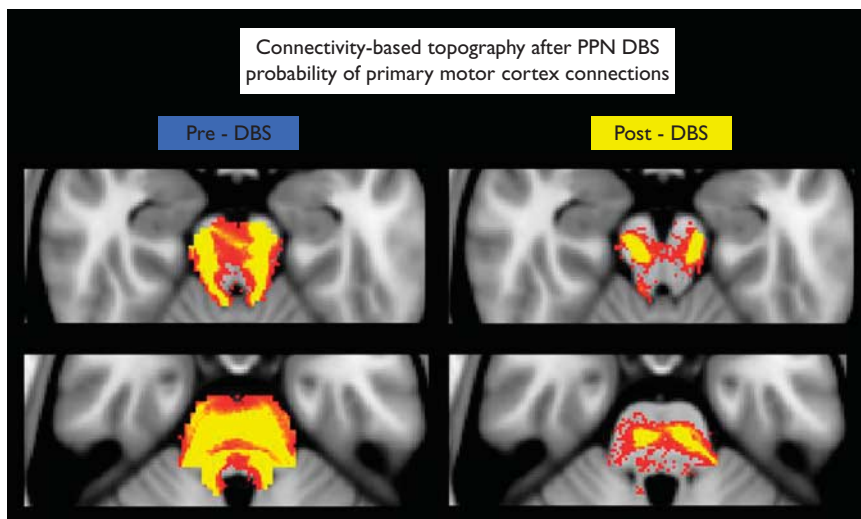 Connectivity-based topography after PPN DBS
probability of primary motor cortex connections
Pre - DBS
Post - DBS